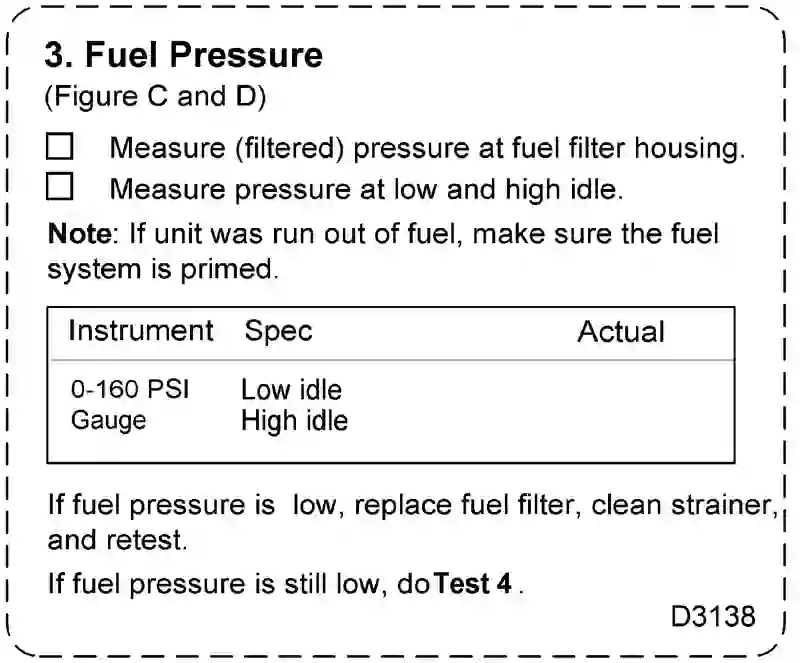 3. Fuel Pressure
(Figure C and D)
Measure (filtered) pressure at fuel filter housing.
Measure pressure at low and high idle.
Note: If unit was run out of fuel, make sure the fuel
system is primed.
Instrument Spec Actual
0-160 PSI Low idle
Gauge High idle
If fuel pressure is low, replace fuel filter, clean strainer,
and retest.
If fuel pressure is still low, do Test 4 .
D3138